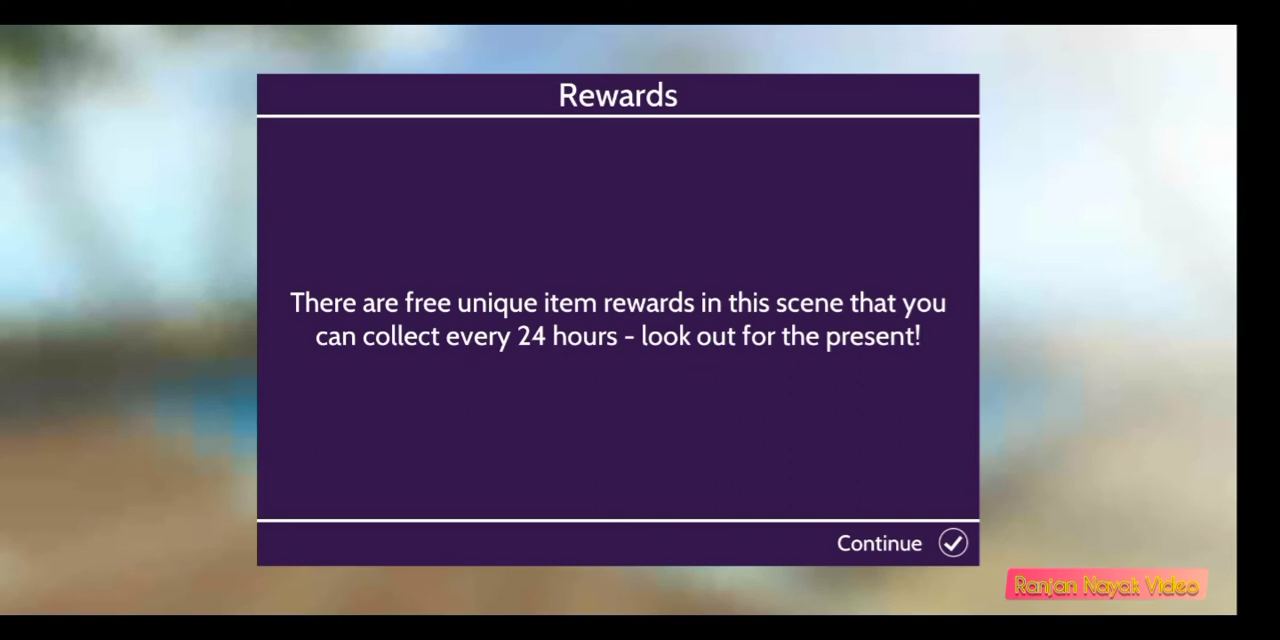 Rewards
There are free unique item rewards in this scene that you
can collect every 24 hours - look out for the present!
Continue
Ranjan Nayak Video